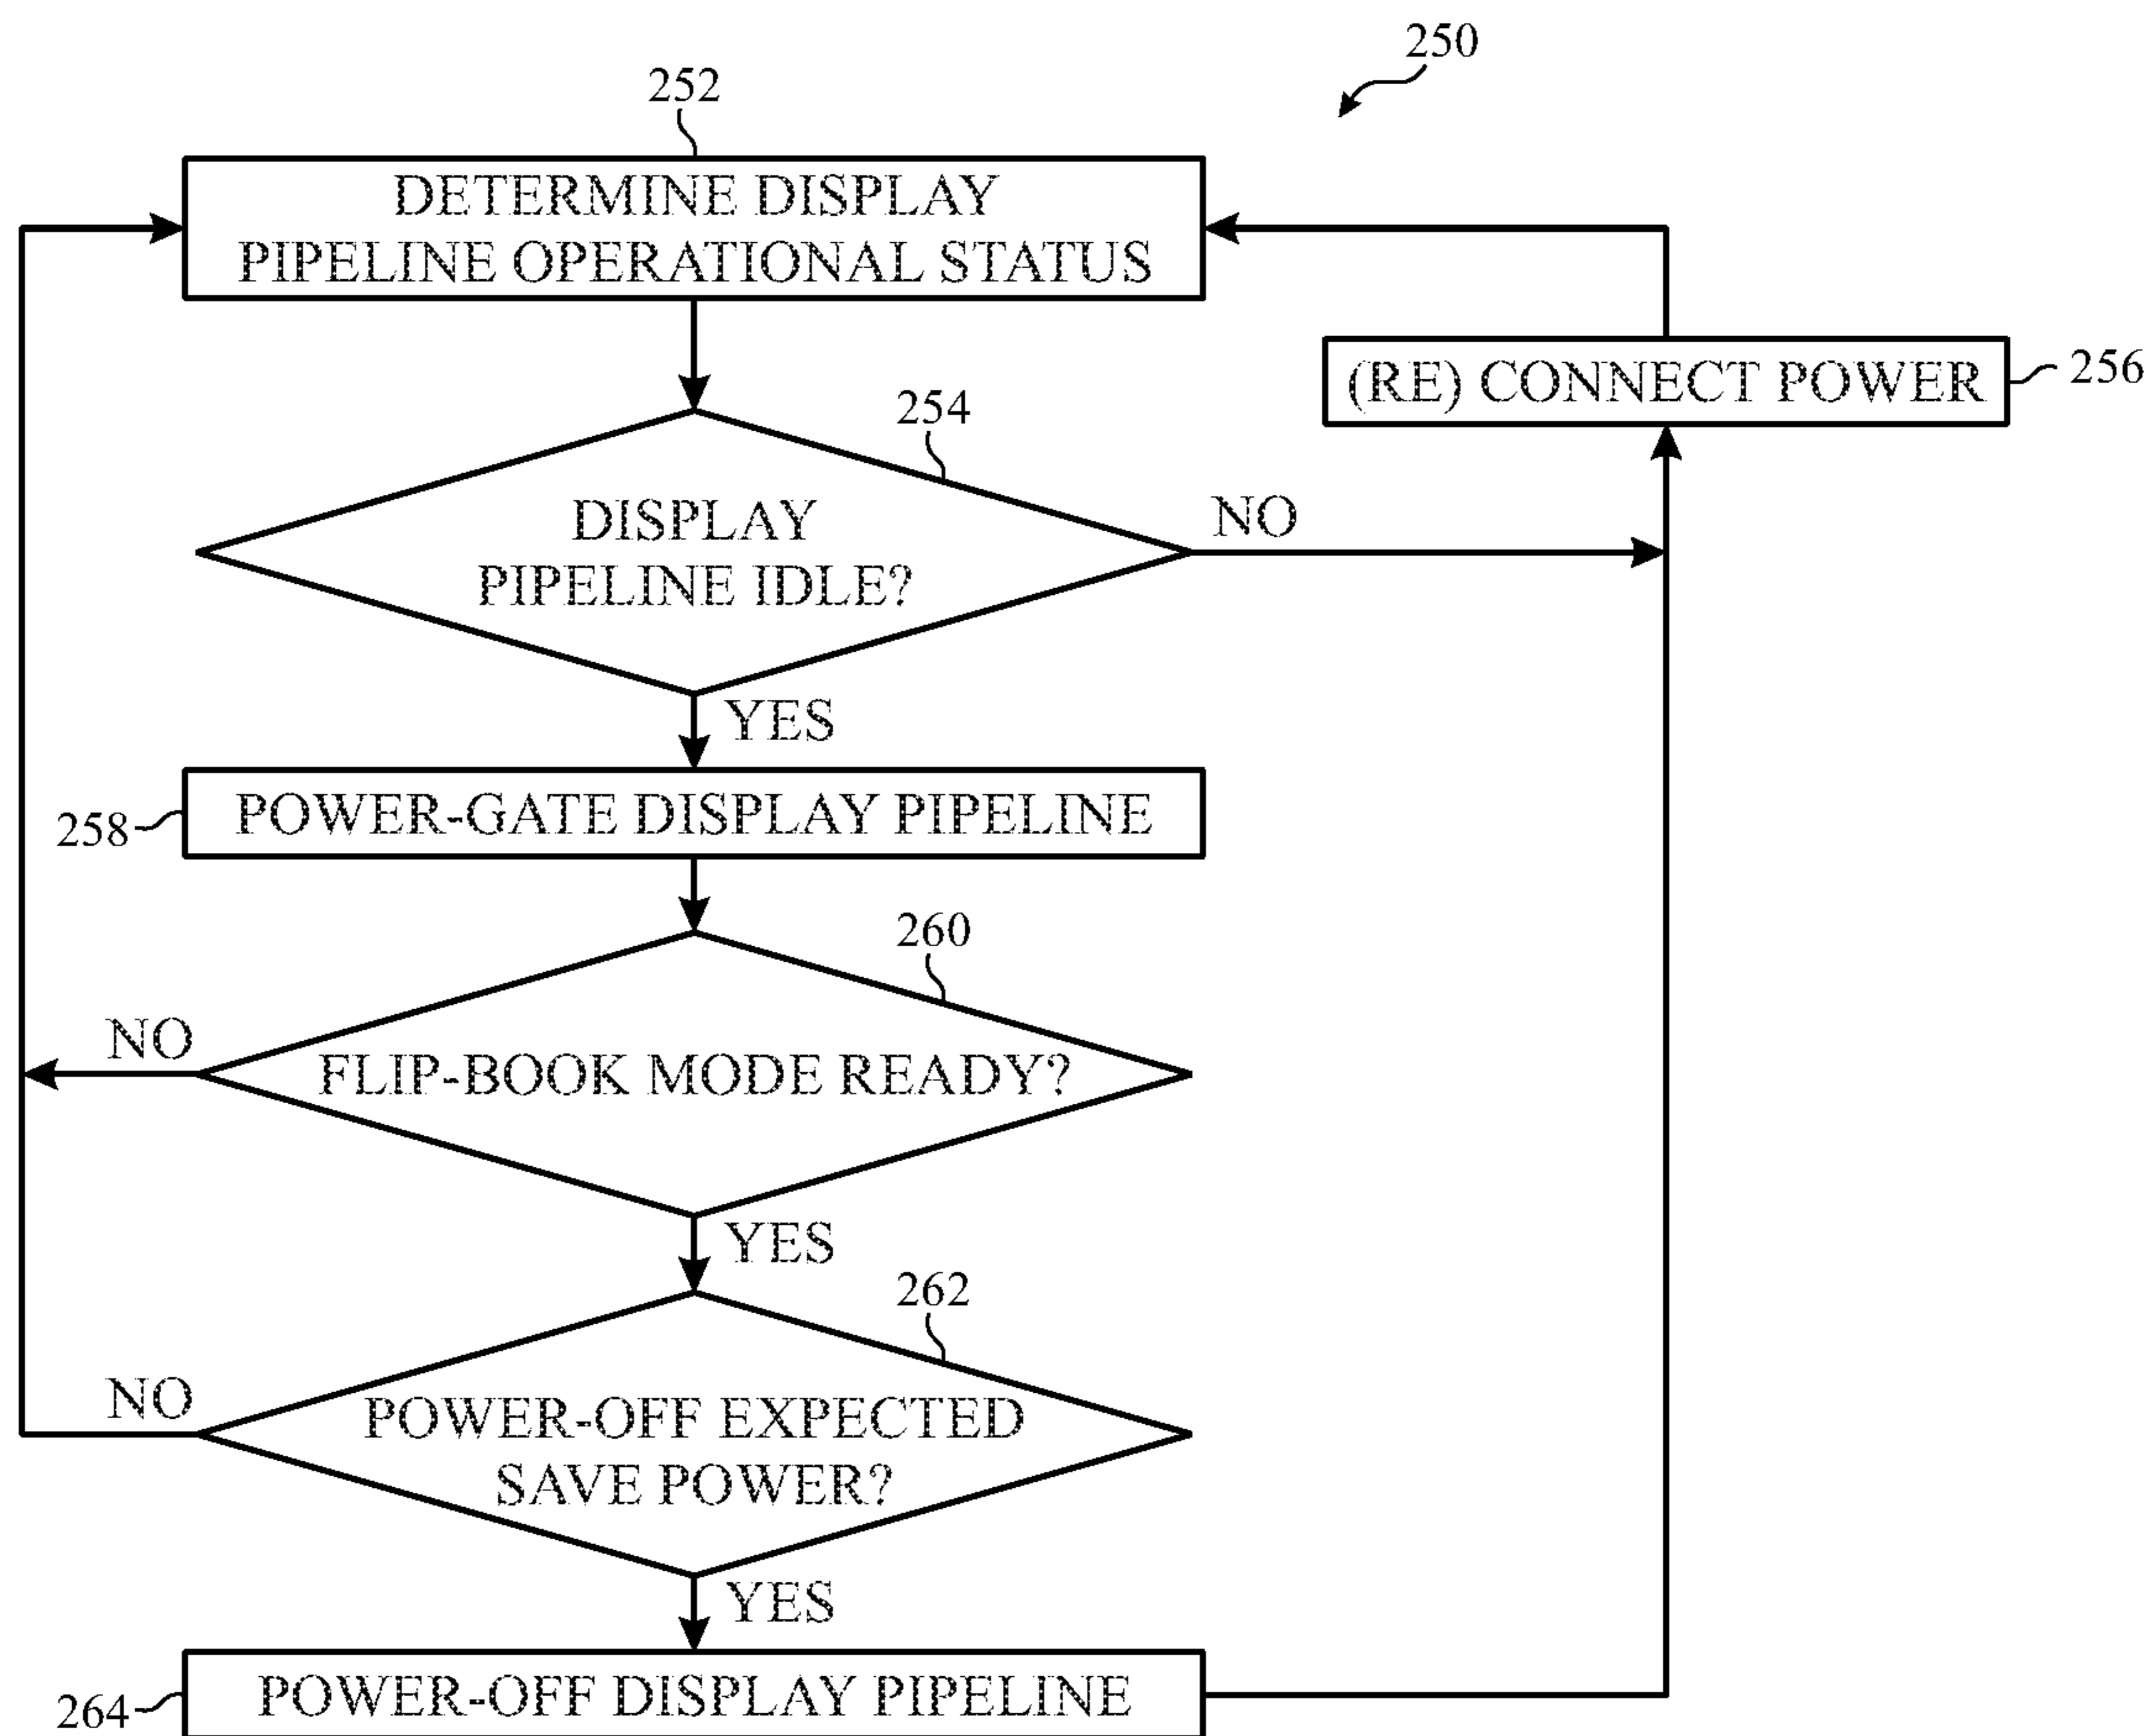 250
252
DETERMINE DISPLAY
PIPELINE OPERATIONAL STATUS
(RE) CONNECT POWER
256
254
DISPLAY
PIPELINE IDLE?
NO
YES
258
POWER-GATE DISPLAY PIPELINE
260
NO
FLIP-BOOK MODE READY?
YES
262
NO
POWER-OFF EXPECTED
SAVE POWER?
YES
264
POWER-OFF DISPLAY PIPELINE